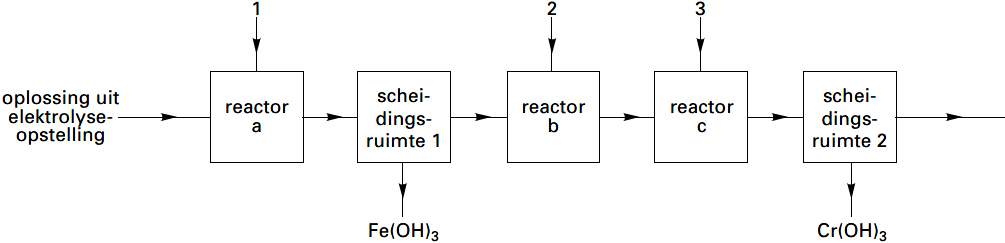 1
2
3
oplossing uit
elektrolyse-
opstelling
reactor
a
schei-
dings-
ruimte 1
reactor
b
reactor
c
schei-
dings-
ruimte 2
Fe(OH)₃
Cr(OH)₃